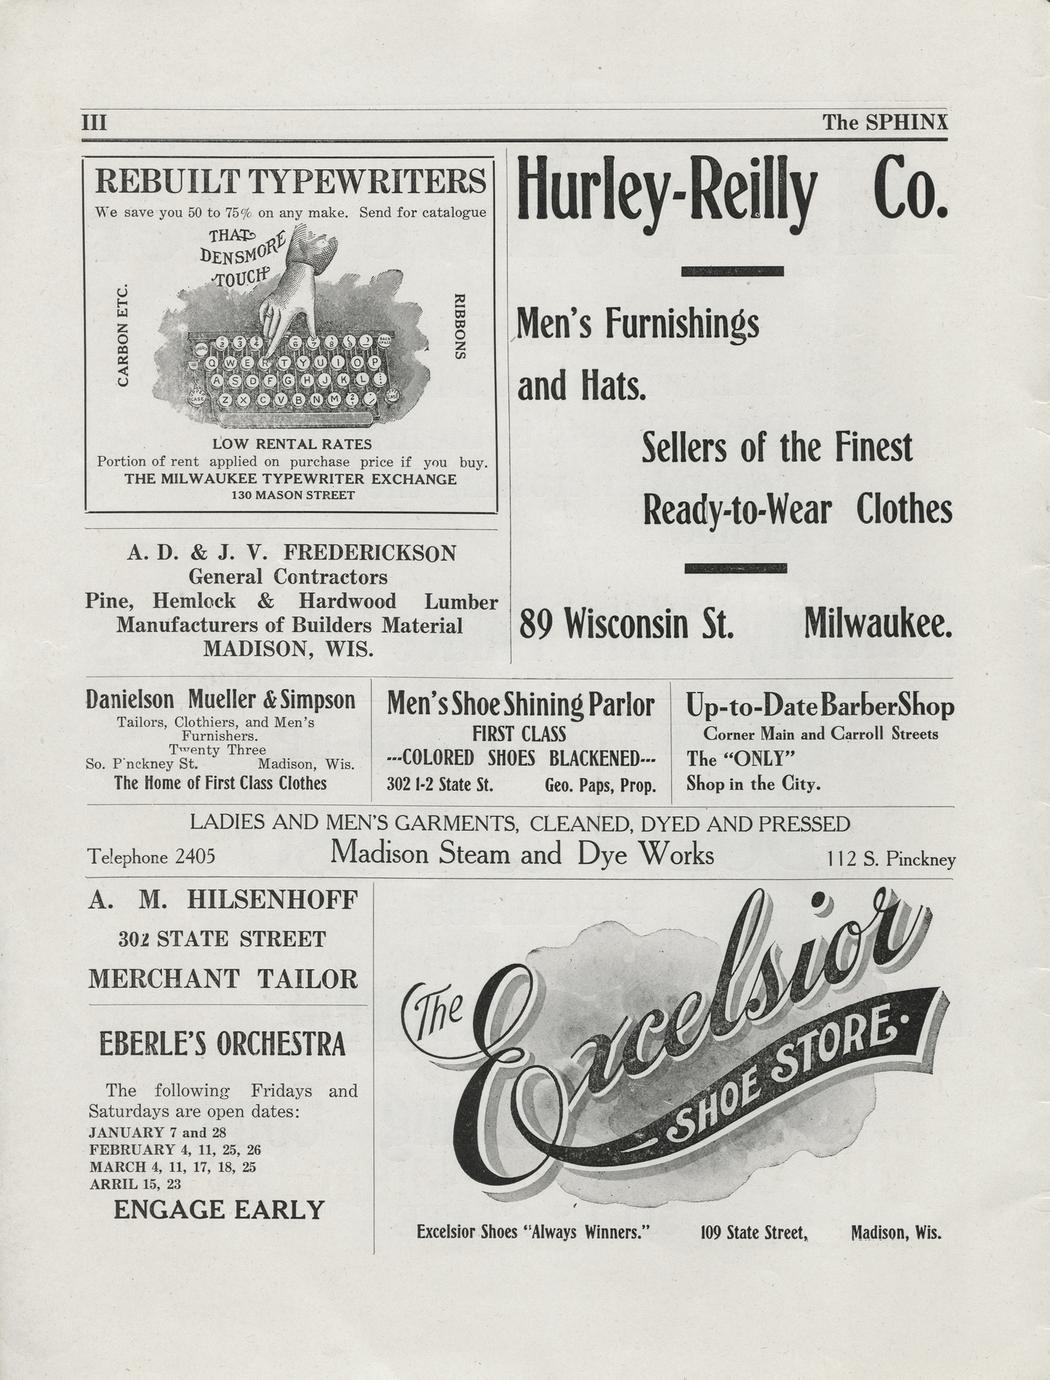 III The SPHINX
REBUILT TYPEWRITERS
We save you 50 to 75% on any make. Send for catalogue
THAT
DENSMORE
TOUCH
CARBON ETC.
RIBBONS
2 3 4 6 7 8
Q W E R T Y U I O P
A S D F G H J K L
Z X C V B N M
LOW RENTAL RATES
Portion of rent applied on purchase price if you buy.
THE MILWAUKEE TYPEWRITER EXCHANGE
130 MASON STREET
A. D. & J. V. FREDERICKSON
General Contractors
Pine, Hemlock & Hardwood Lumber
Manufacturers of Builders Material
MADISON, WIS.
Hurley-Reilly Co.
Men's Furnishings
and Hats.
Sellers of the Finest
Ready-to-Wear Clothes
89 Wisconsin St. Milwaukee.
Danielson Mueller & Simpson
Tailors, Clothiers, and Men's
Furnishers.
Twenty Three
So. P'nckney St. Madison, Wis.
The Home of First Class Clothes
Men's Shoe Shining Parlor
FIRST CLASS
---COLORED SHOES BLACKENED---
302 1-2 State St. Geo. Paps, Prop.
Up-to-Date Barber Shop
Corner Main and Carroll Streets
The "ONLY"
Shop in the City.
LADIES AND MEN'S GARMENTS, CLEANED, DYED AND PRESSED
Telephone 2405 Madison Steam and Dye Works 112 S. Pinckney
A. M. HILSENHOFF
302 STATE STREET
MERCHANT TAILOR
EBERLE'S ORCHESTRA
The following Fridays and
Saturdays are open dates:
JANUARY 7 and 28
FEBRUARY 4, 11, 25, 26
MARCH 4, 11, 17, 18, 25
ARRIL 15, 23
ENGAGE EARLY
The Excelsior
SHOE STORE.
Excelsior Shoes "Always Winners." 109 State Street, Madison, Wis.